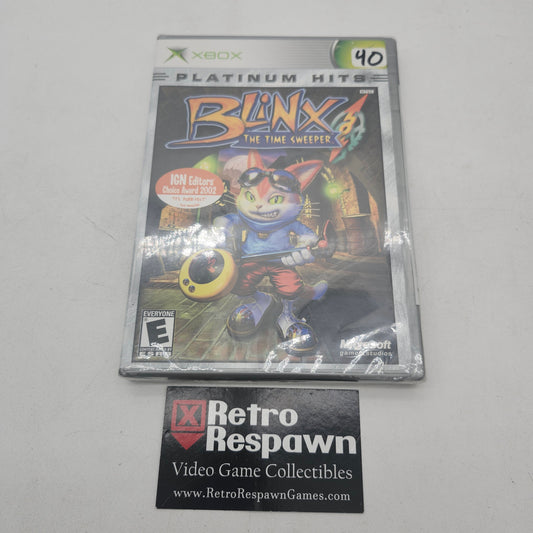 XBOX
40
PLATINUM HITS
BLiNX
THE TIME SWEEPER
IGN Editors'
Choice Award 2002
EVERYONE
E
ESRB
Microsoft
game studios
Retro
Respawn
Video Game Collectibles
www.RetroRespawnGames.com